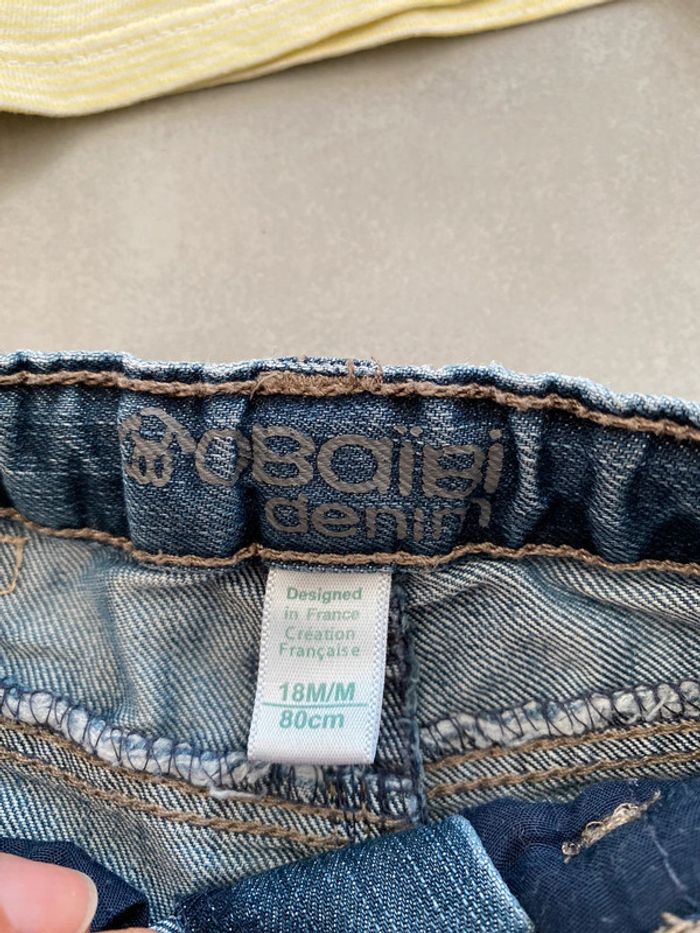 OBaïBi
denim
Designed
in France
Création
Française
18M/M
80cm